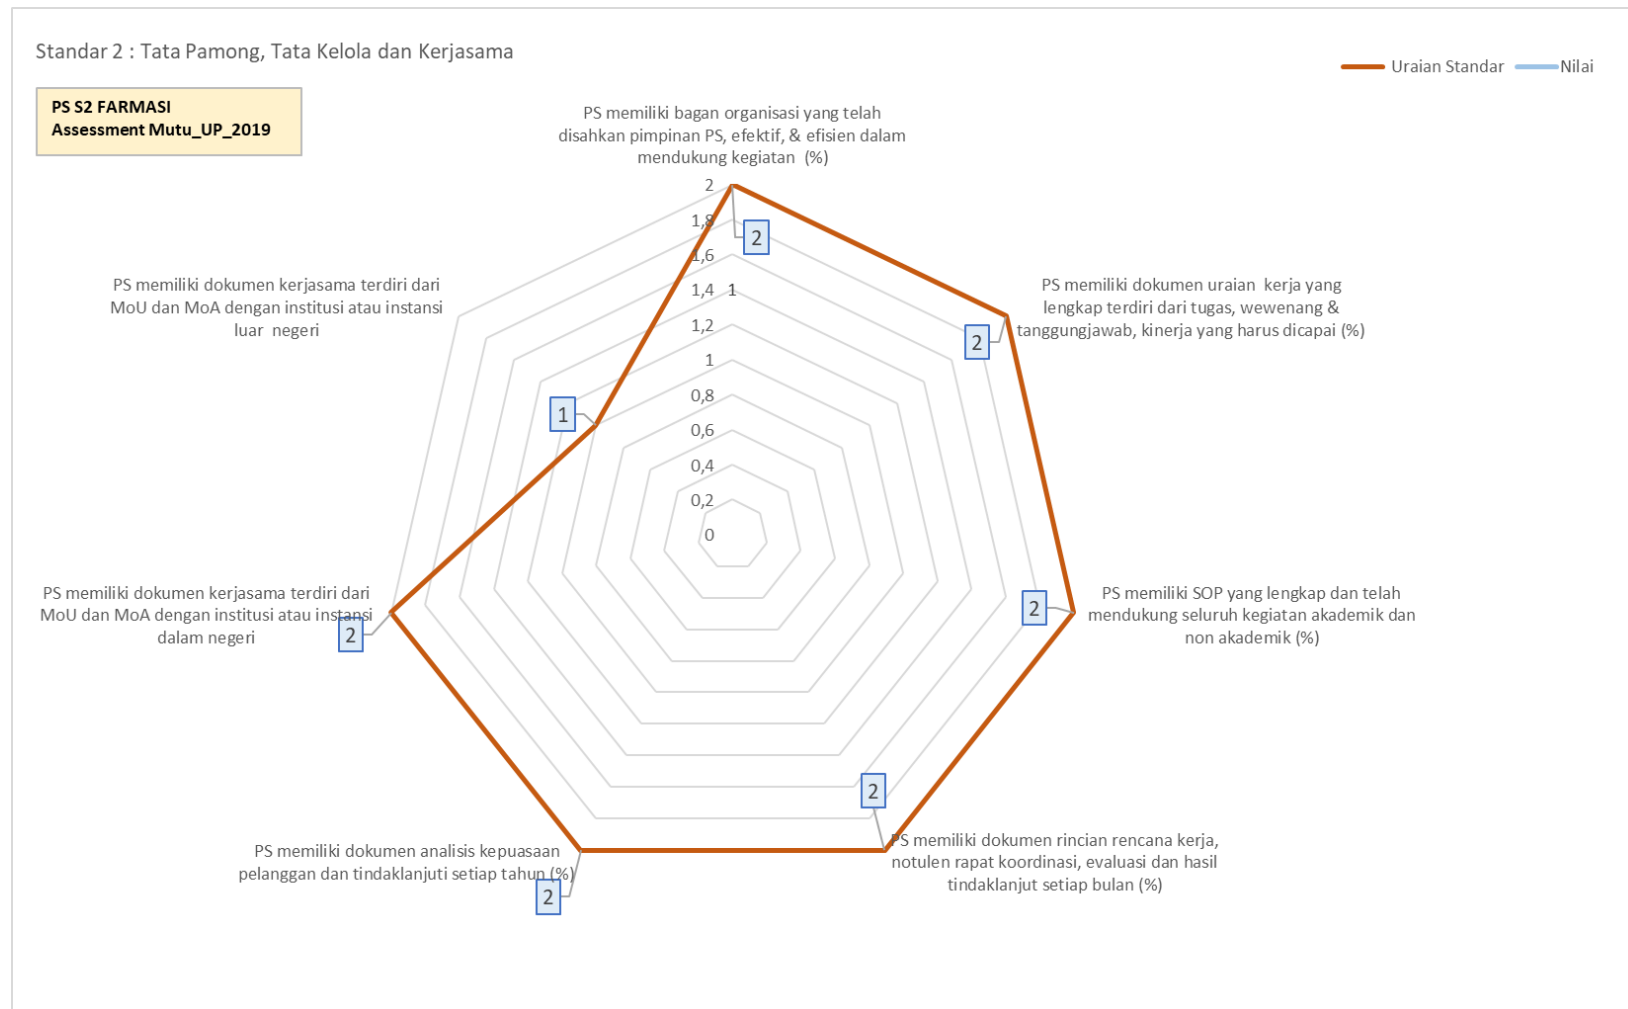 Standar 2 : Tata Pamong, Tata Kelola dan Kerjasama
Uraian Standar
Nilai
PS S2 FARMASI
Assessment Mutu_UP_2019
PS memiliki bagan organisasi yang telah
disahkan pimpinan PS, efektif, & efisien dalam
mendukung kegiatan (%)
2
1,8
1,6
1,4
1,2
1
0,8
0,6
0,4
0,2
0
1
2
PS memiliki dokumen uraian kerja yang
lengkap terdiri dari tugas, wewenang &
tanggungjawab, kinerja yang harus dicapai (%)
2
PS memiliki SOP yang lengkap dan telah
mendukung seluruh kegiatan akademik dan
non akademik (%)
2
PS memiliki dokumen rincian rencana kerja,
notulen rapat koordinasi, evaluasi dan hasil
tindaklanjut setiap bulan (%)
2
PS memiliki dokumen analisis kepuasaan
pelanggan dan tindaklanjuti setiap tahun (%)
2
PS memiliki dokumen kerjasama terdiri dari
MoU dan MoA dengan institusi atau instansi
dalam negeri
2
PS memiliki dokumen kerjasama terdiri dari
MoU dan MoA dengan institusi atau instansi
luar negeri
1